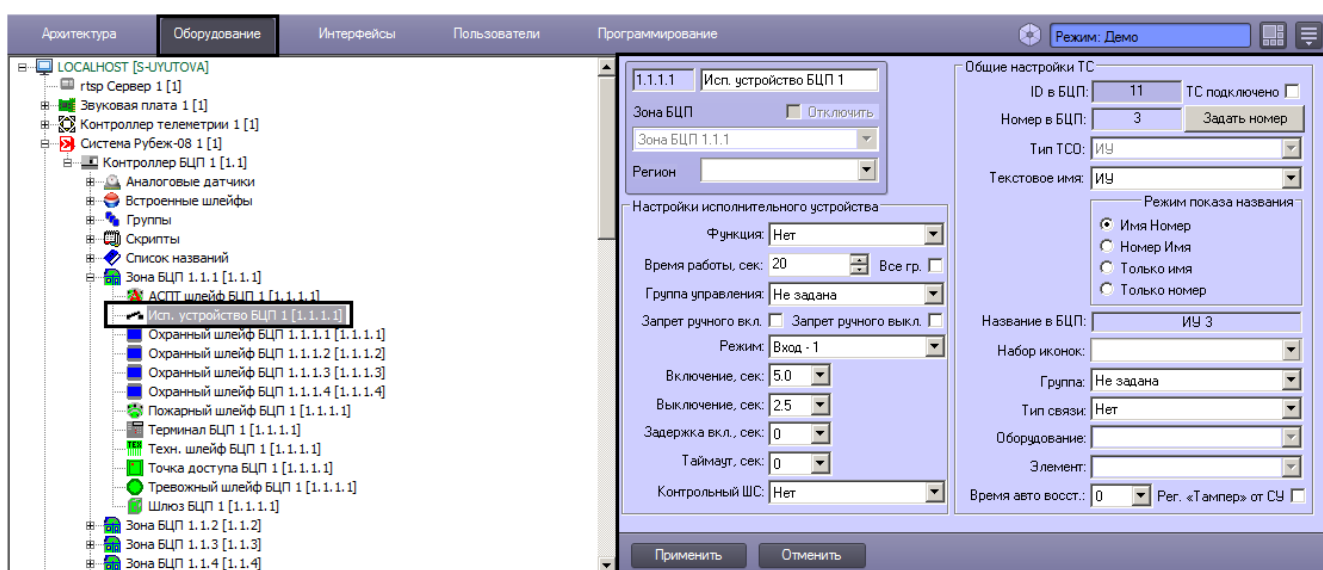 Архитектура Оборудование Интерфейсы Пользователи Программирование Режим: Демо
LOCALHOST [S-UYUTOVA]
rtsp Сервер 1 [1]
Звуковая плата 1 [1]
Контроллер телеметрии 1 [1]
Система Рубеж-08 1 [1]
Контроллер БЦП 1 [1.1]
Аналоговые датчики
Встроенные шлейфы
Группы
Скрипты
Список названий
Зона БЦП 1.1.1 [1.1.1]
АСПТ шлейф БЦП 1 [1.1.1.1]
Исп. устройство БЦП 1 [1.1.1.1]
Охранный шлейф БЦП 1.1.1.1 [1.1.1.1]
Охранный шлейф БЦП 1.1.1.2 [1.1.1.2]
Охранный шлейф БЦП 1.1.1.3 [1.1.1.3]
Охранный шлейф БЦП 1.1.1.4 [1.1.1.4]
Пожарный шлейф БЦП 1 [1.1.1.1]
Терминал БЦП 1 [1.1.1.1]
Техн. шлейф БЦП 1 [1.1.1.1]
Точка доступа БЦП 1 [1.1.1.1]
Тревожный шлейф БЦП 1 [1.1.1.1]
Шлюз БЦП 1 [1.1.1.1]
Зона БЦП 1.1.2 [1.1.2]
Зона БЦП 1.1.3 [1.1.3]
Зона БЦП 1.1.4 [1.1.4]
1.1.1.1 Исп. устройство БЦП 1
Зона БЦП Отключить
Зона БЦП 1.1.1
Регион
Настройки исполнительного устройства
Функция: Нет
Время работы, сек: 20 Все гр.
Группа управления: Не задана
Запрет ручного вкл. Запрет ручного выкл.
Режим: Вход - 1
Включение, сек: 5.0
Выключение, сек: 2.5
Задержка вкл., сек: 0
Таймаут, сек: 0
Контрольный ШС: Нет
Общие настройки ТС
ID в БЦП: 11 ТС подключено
Номер в БЦП: 3 Задать номер
Тип ТСО: ИУ
Текстовое имя: ИУ
Режим показа названия
Имя Номер
Номер Имя
Только имя
Только номер
Название в БЦП: ИУ 3
Набор иконок:
Группа: Не задана
Тип связи: Нет
Оборудование:
Элемент:
Время авто восст.: 0 Рег. «Тампер» от СУ
Применить Отменить